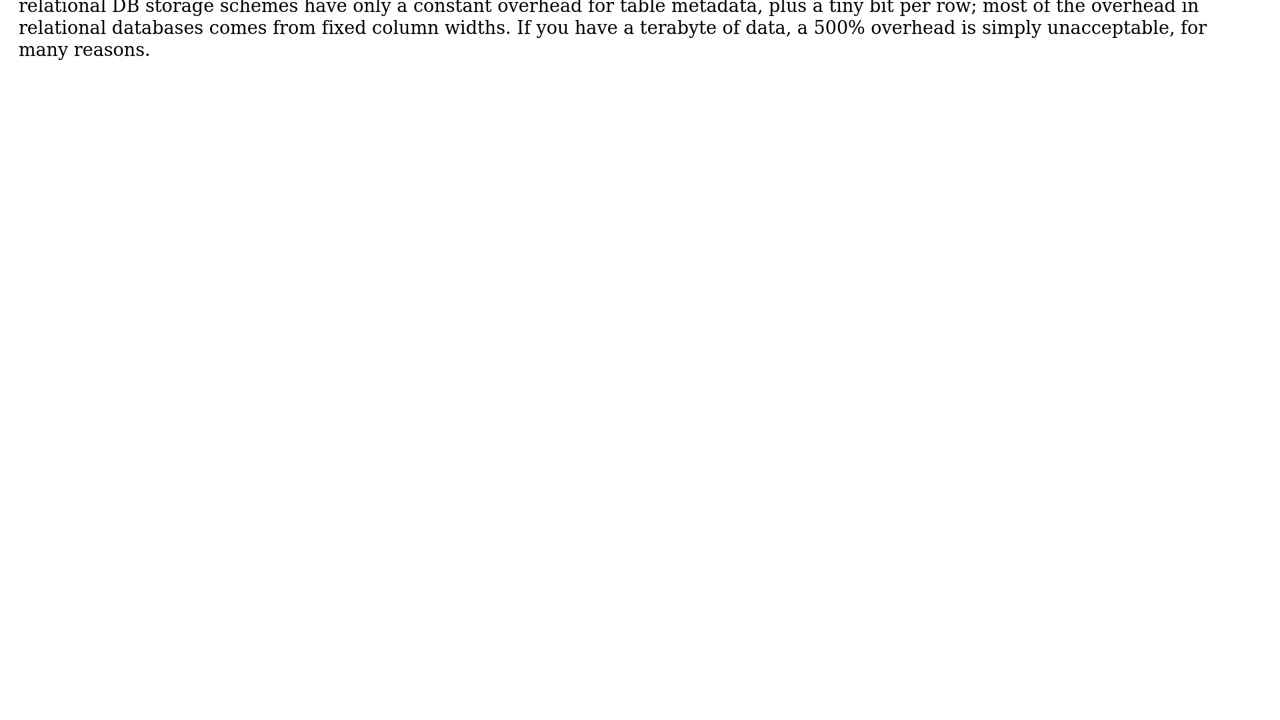 relational DB storage schemes have only a constant overhead for table metadata, plus a tiny bit per row; most of the overhead in
relational databases comes from fixed column widths. If you have a terabyte of data, a 500% overhead is simply unacceptable, for
many reasons.